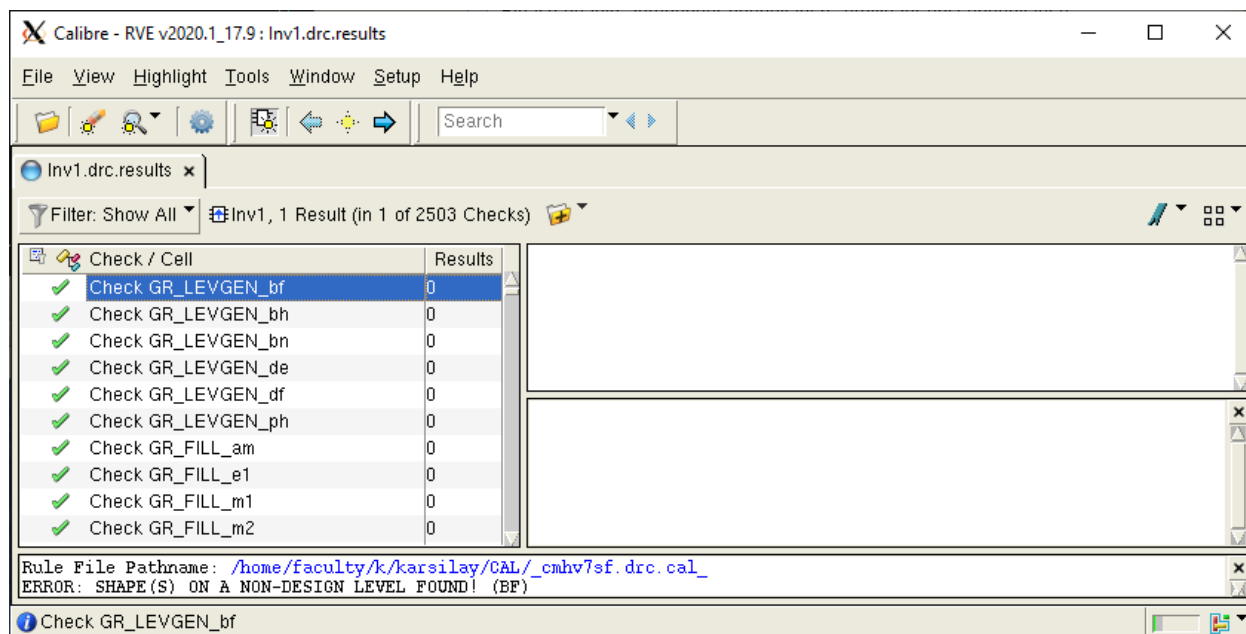 Calibre - RVE v2020.1_17.9 : Inv1.drc.results
File View Highlight Tools Window Setup Help
Search
Inv1.drc.results
Filter: Show All Inv1, 1 Result (in 1 of 2503 Checks)
Check / Cell Results
Check GR_LEVGEN_bf 0
Check GR_LEVGEN_bh 0
Check GR_LEVGEN_bn 0
Check GR_LEVGEN_de 0
Check GR_LEVGEN_df 0
Check GR_LEVGEN_ph 0
Check GR_FILL_am 0
Check GR_FILL_e1 0
Check GR_FILL_m1 0
Check GR_FILL_m2 0
Rule File Pathname: /home/faculty/k/karsilay/CAL/_cmhv7sf.drc.cal_
ERROR: SHAPE(S) ON A NON-DESIGN LEVEL FOUND! (BF)
Check GR_LEVGEN_bf